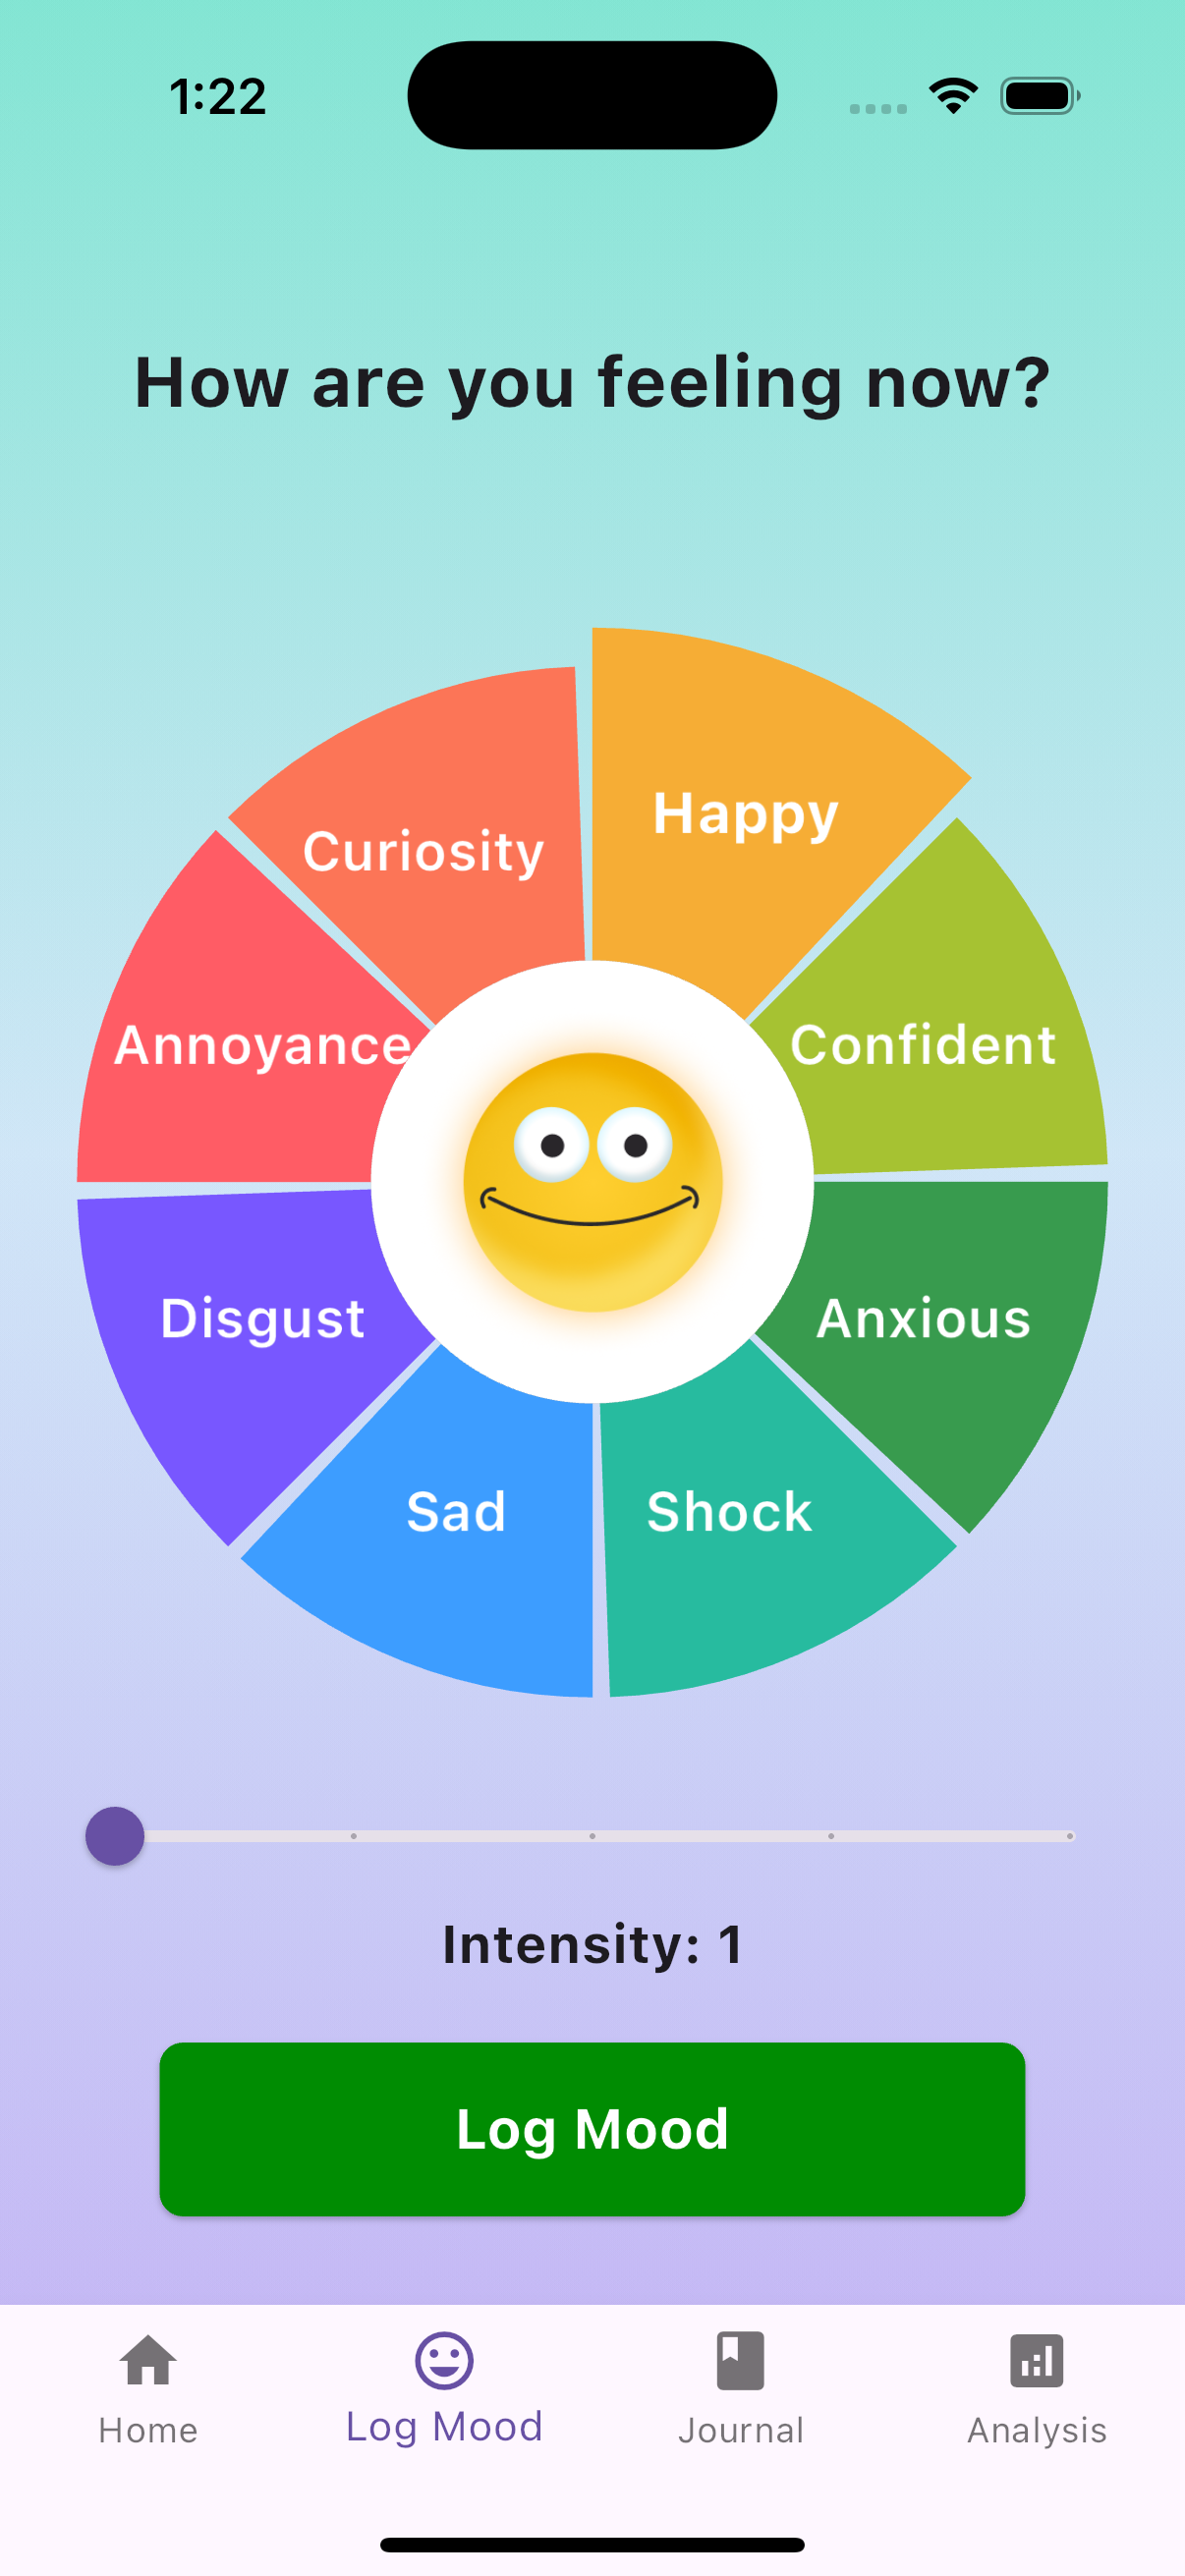 1:22
How are you feeling now?
Happy
Curiosity
Annoyance
Confident
Disgust
Anxious
Sad
Shock
Intensity: 1
Log Mood
Home
Log Mood
Journal
Analysis